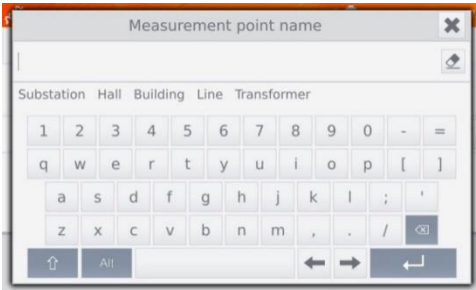 Measurement point name
Substation Hall Building Line Transformer
1 2 3 4 5 6 7 8 9 0 - =
q w e r t y u i o p [ ]
a s d f g h j k l ; '
z x c v b n m , . /
Alt